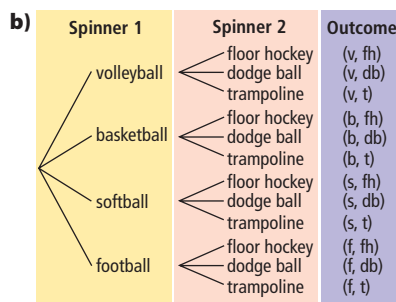 b) Spinner 1 Spinner 2 Outcome
floor hockey (v, fh)
volleyball dodge ball (v, db)
trampoline (v, t)
floor hockey (b, fh)
basketball dodge ball (b, db)
trampoline (b, t)
floor hockey (s, fh)
softball dodge ball (s, db)
trampoline (s, t)
floor hockey (f, fh)
football dodge ball (f, db)
trampoline (f, t)